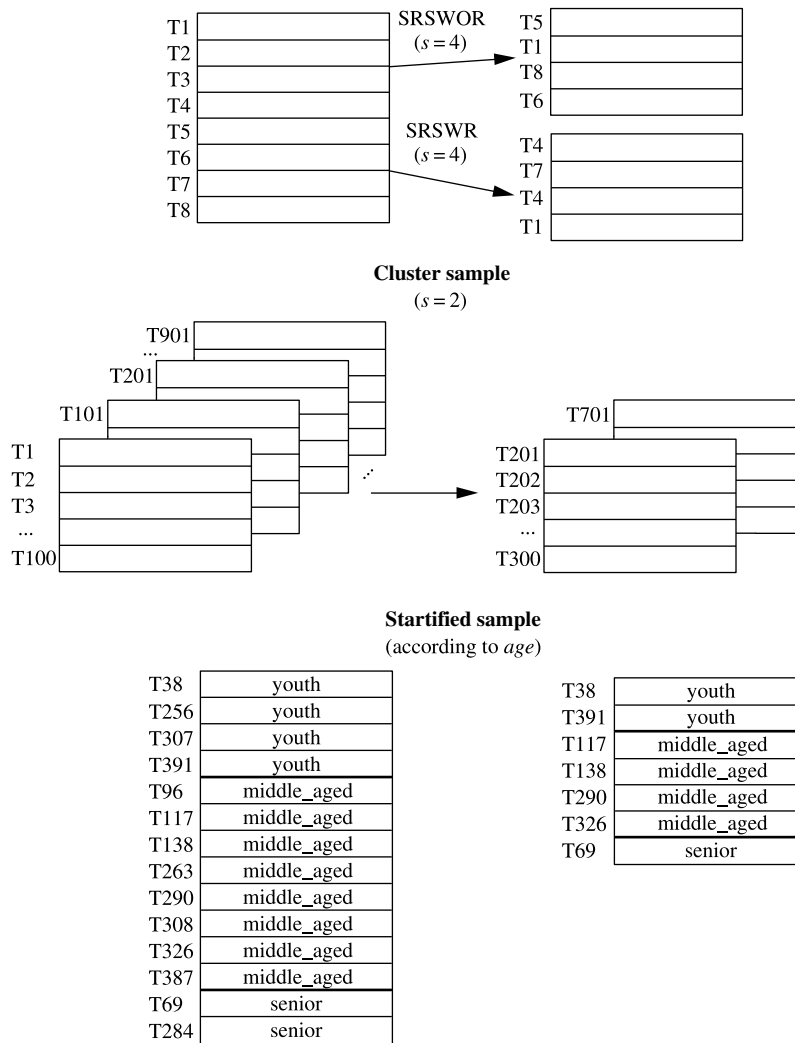 T1
T2
T3
T4
T5
T6
T7
T8
SRSWOR
(s = 4)
SRSWR
(s = 4)
T5
T1
T8
T6
T4
T7
T4
T1
Cluster sample
(s = 2)
T901
...
T201
T101
T1
T2
T3
...
T100
...
T701
T201
T202
T203
...
T300
Startified sample
(according to age)
T38 youth
T256 youth
T307 youth
T391 youth
T96 middle_aged
T117 middle_aged
T138 middle_aged
T263 middle_aged
T290 middle_aged
T308 middle_aged
T326 middle_aged
T387 middle_aged
T69 senior
T284 senior
T38 youth
T391 youth
T117 middle_aged
T138 middle_aged
T290 middle_aged
T326 middle_aged
T69 senior